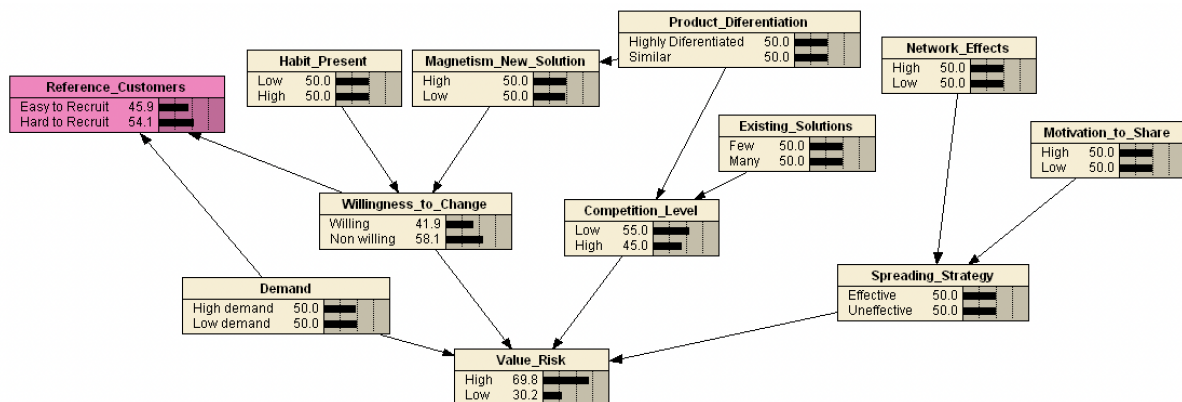 Product_Diferentiation
Highly Diferentiated 50.0
Similar 50.0
Network_Effects
High 50.0
Low 50.0
Habit_Present
Low 50.0
High 50.0
Magnetism_New_Solution
High 50.0
Low 50.0
Reference_Customers
Easy to Recruit 45.9
Hard to Recruit 54.1
Existing_Solutions
Few 50.0
Many 50.0
Motivation_to_Share
High 50.0
Low 50.0
Willingness_to_Change
Willing 41.9
Non willing 58.1
Competition_Level
Low 55.0
High 45.0
Spreading_Strategy
Effective 50.0
Uneffective 50.0
Demand
High demand 50.0
Low demand 50.0
Value_Risk
High 69.8
Low 30.2